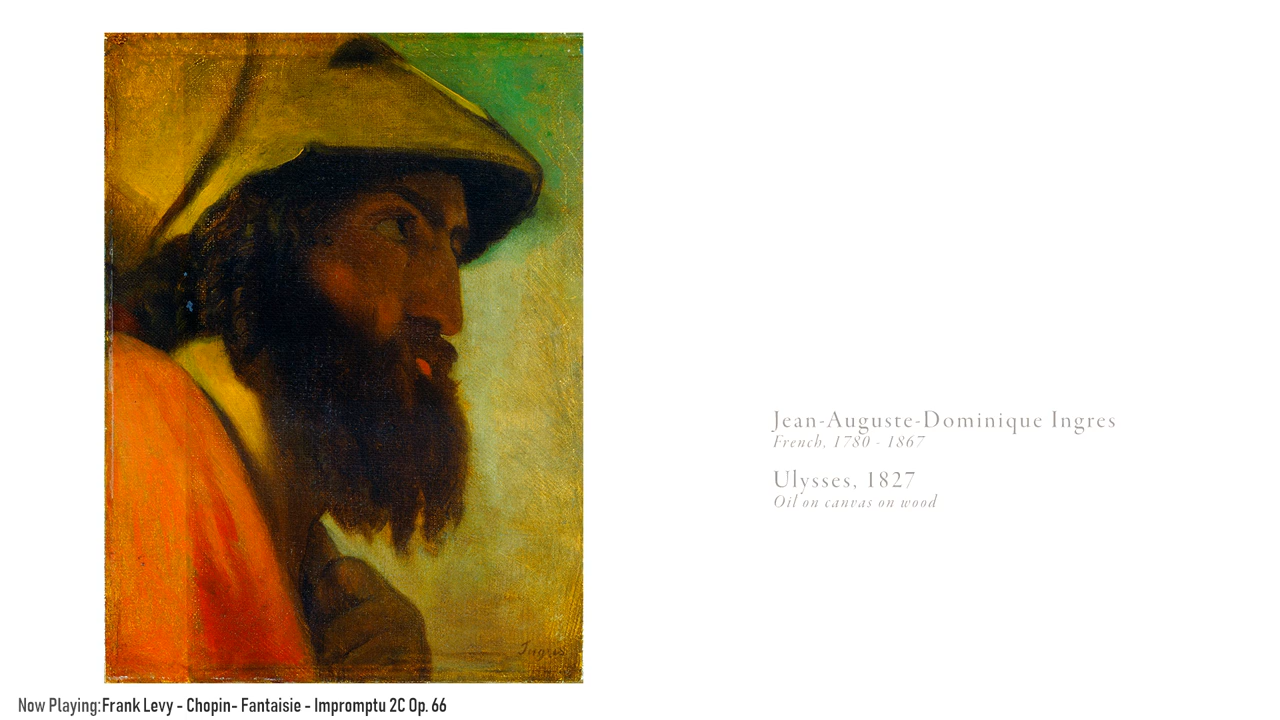 Jean-Auguste-Dominique Ingres
French, 1780 - 1867
Ulysses, 1827
Oil on canvas on wood
Ingres
Now Playing:Frank Levy - Chopin- Fantaisie - Impromptu 2C Op. 66